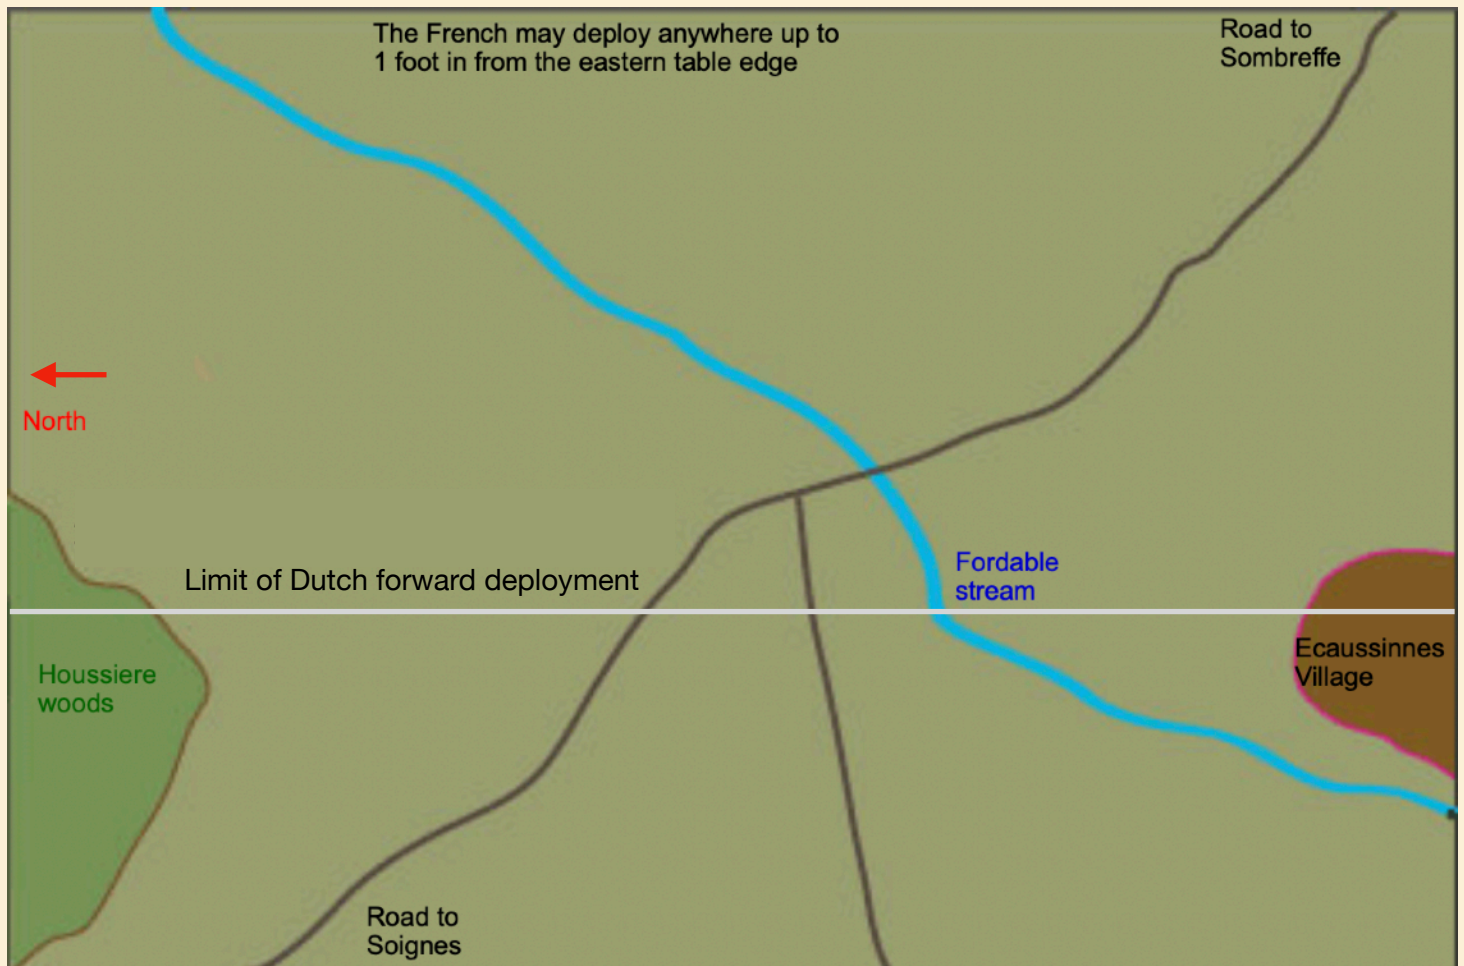 The French may deploy anywhere up to
1 foot in from the eastern table edge
Road to
Sombreffe
North
Limit of Dutch forward deployment
Fordable
stream
Houssiere
woods
Ecaussinnes
Village
Road to
Soignes